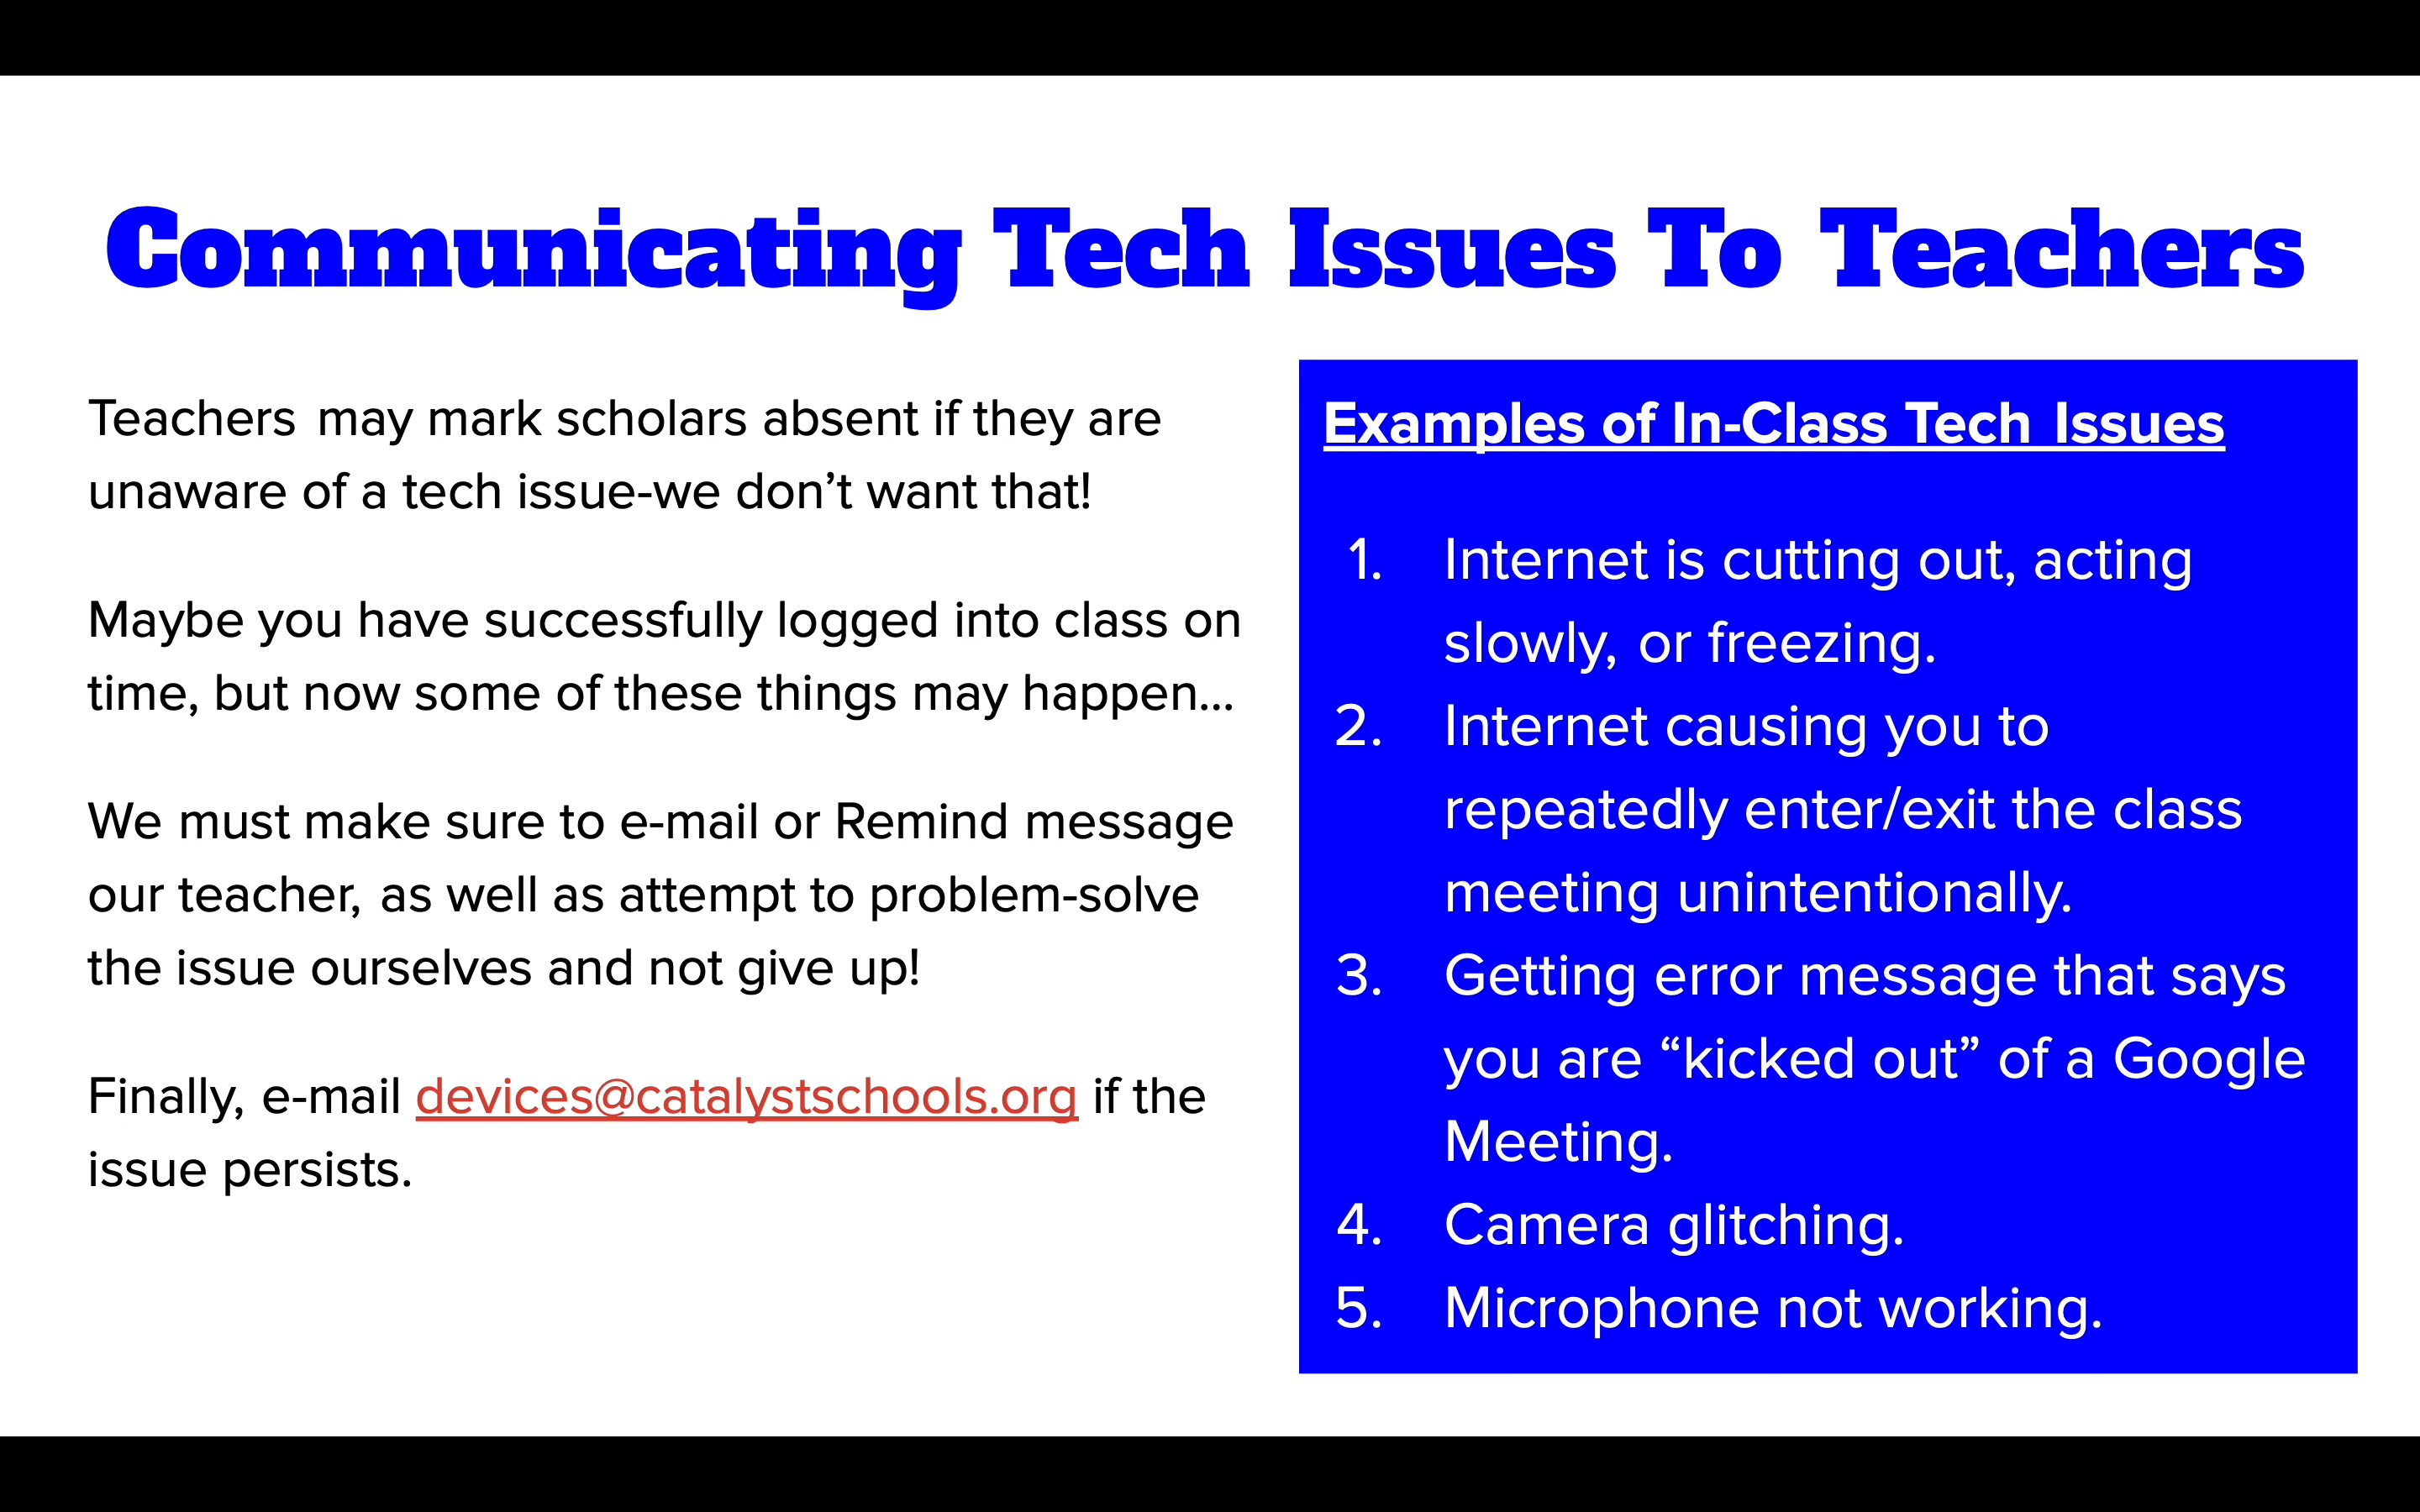 Communicating Tech Issues To Teachers
Teachers may mark scholars absent if they are
unaware of a tech issue-we don’t want that!
Maybe you have successfully logged into class on
time, but now some of these things may happen...
We must make sure to e-mail or Remind message
our teacher, as well as attempt to problem-solve
the issue ourselves and not give up!
Finally, e-mail devices@catalystschools.org if the
issue persists.
Examples of In-Class Tech Issues
1. Internet is cutting out, acting
slowly, or freezing.
2. Internet causing you to
repeatedly enter/exit the class
meeting unintentionally.
3. Getting error message that says
you are “kicked out” of a Google
Meeting.
4. Camera glitching.
5. Microphone not working.